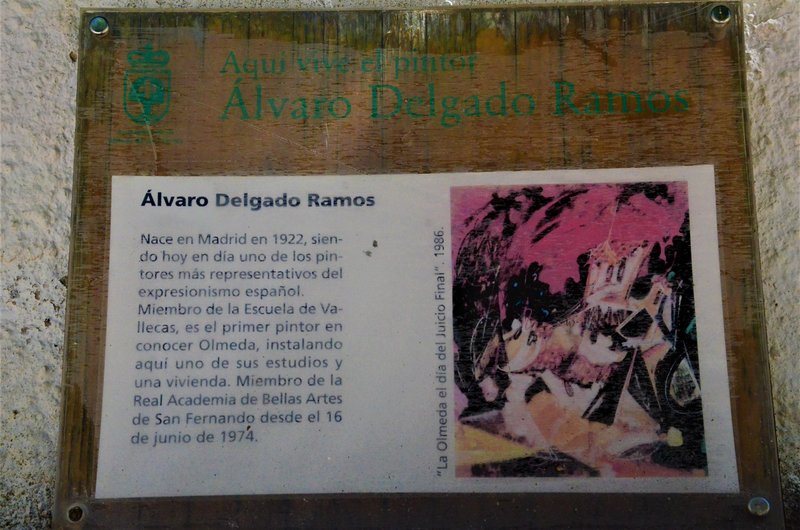 Aquí vive el pintor
Álvaro Delgado Ramos
Álvaro Delgado Ramos
Nace en Madrid en 1922, sien-
do hoy en día uno de los pin-
tores más representativos del
expresionismo español.
Miembro de la Escuela de Va-
llecas, es el primer pintor en
conocer Olmeda, instalando
aquí uno de sus estudios y
una vivienda. Miembro de la
Real Academia de Bellas Artes
de San Fernando desde el 16
de junio de 1974.
"La Olmeda el día del Juicio Final". 1986.